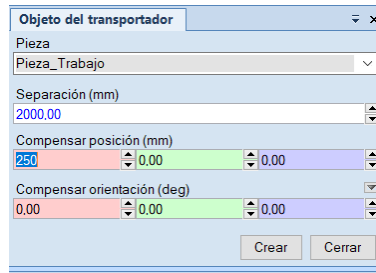 Objeto del transportador
Pieza
Pieza_Trabajo
Separación (mm)
2000,00
Compensar posición (mm)
250 0,00 0,00
Compensar orientación (deg)
0,00 0,00 0,00
Crear Cerrar